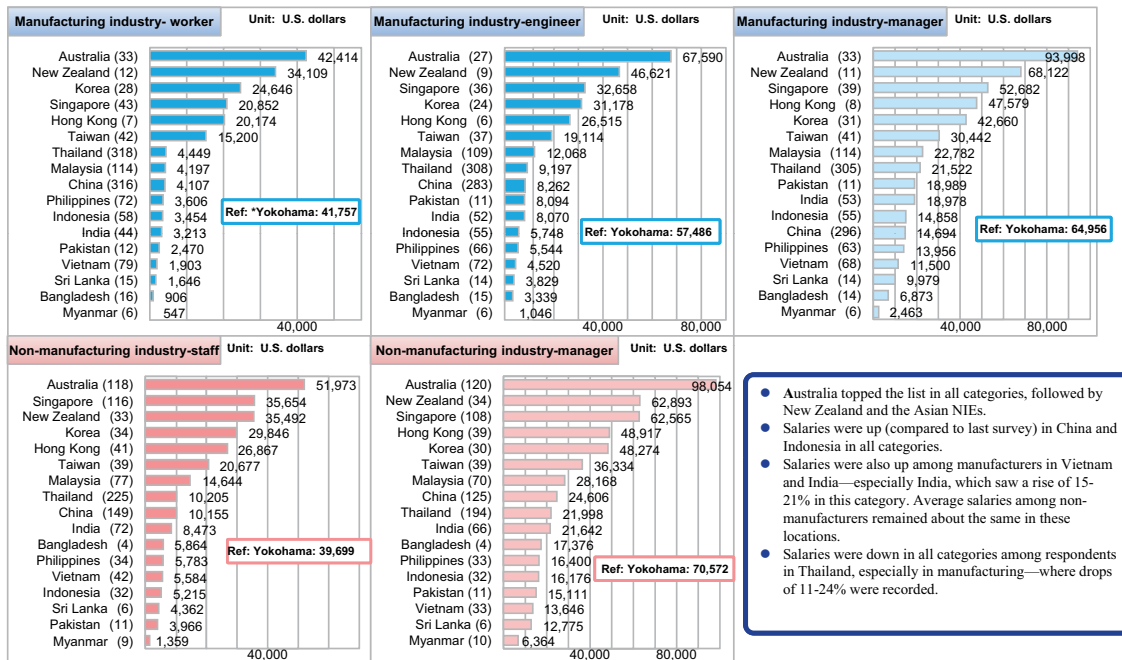 Manufacturing industry- worker
Unit: U.S. dollars
Australia (33) 42,414
New Zealand (12) 34,109
Korea (28) 24,646
Singapore (43) 20,852
Hong Kong (7) 20,174
Taiwan (42) 15,200
Thailand (318) 4,449
Malaysia (114) 4,197
China (316) 4,107
Philippines (72) 3,606
Indonesia (58) 3,454
India (44) 3,213
Pakistan (12) 2,470
Vietnam (79) 1,903
Sri Lanka (15) 1,646
Bangladesh (16) 906
Myanmar (6) 547
Ref: *Yokohama: 41,757
40,000
Manufacturing industry-engineer
Unit: U.S. dollars
Australia (27) 67,590
New Zealand (9) 46,621
Singapore (36) 32,658
Korea (24) 31,178
Hong Kong (6) 26,515
Taiwan (37) 19,114
Malaysia (109) 12,068
Thailand (308) 9,197
China (283) 8,262
Pakistan (11) 8,094
India (52) 8,070
Indonesia (55) 5,748
Philippines (66) 5,544
Vietnam (72) 4,520
Sri Lanka (14) 3,829
Bangladesh (15) 3,339
Myanmar (6) 1,046
Ref: Yokohama: 57,486
40,000 80,000
Manufacturing industry-manager
Unit: U.S. dollars
Australia (33) 93,998
New Zealand (11) 68,122
Singapore (39) 52,682
Hong Kong (8) 47,579
Korea (31) 42,660
Taiwan (41) 30,442
Malaysia (114) 22,782
Thailand (305) 21,522
Pakistan (11) 18,989
India (53) 18,978
Indonesia (55) 14,858
China (296) 14,694
Philippines (63) 13,956
Vietnam (68) 11,500
Sri Lanka (14) 9,979
Bangladesh (14) 6,873
Myanmar (6) 2,463
Ref: Yokohama: 64,956
40,000 80,000
Non-manufacturing industry-staff
Unit: U.S. dollars
Australia (118) 51,973
Singapore (116) 35,654
New Zealand (33) 35,492
Korea (34) 29,846
Hong Kong (41) 26,867
Taiwan (39) 20,677
Malaysia (77) 14,644
Thailand (225) 10,205
China (149) 10,155
India (72) 8,473
Bangladesh (4) 5,864
Philippines (34) 5,783
Vietnam (42) 5,584
Indonesia (32) 5,215
Sri Lanka (6) 4,362
Pakistan (11) 3,966
Myanmar (9) 1,359
Ref: Yokohama: 39,699
40,000
Non-manufacturing industry-manager
Unit: U.S. dollars
Australia (120) 98,054
New Zealand (34) 62,893
Singapore (108) 62,565
Hong Kong (39) 48,917
Korea (30) 48,274
Taiwan (39) 36,334
Malaysia (70) 28,168
China (125) 24,606
Thailand (194) 21,998
India (66) 21,642
Bangladesh (4) 17,376
Philippines (33) 16,400
Indonesia (32) 16,176
Pakistan (11) 15,111
Vietnam (33) 13,646
Sri Lanka (6) 12,775
Myanmar (10) 6,364
Ref: Yokohama: 70,572
40,000 80,000
● Australia topped the list in all categories, followed by
New Zealand and the Asian NIEs.
● Salaries were up (compared to last survey) in China and
Indonesia in all categories.
● Salaries were also up among manufacturers in Vietnam
and India—especially India, which saw a rise of 15-
21% in this category. Average salaries among non-
manufacturers remained about the same in these
locations.
● Salaries were down in all categories among respondents
in Thailand, especially in manufacturing—where drops
of 11-24% were recorded.